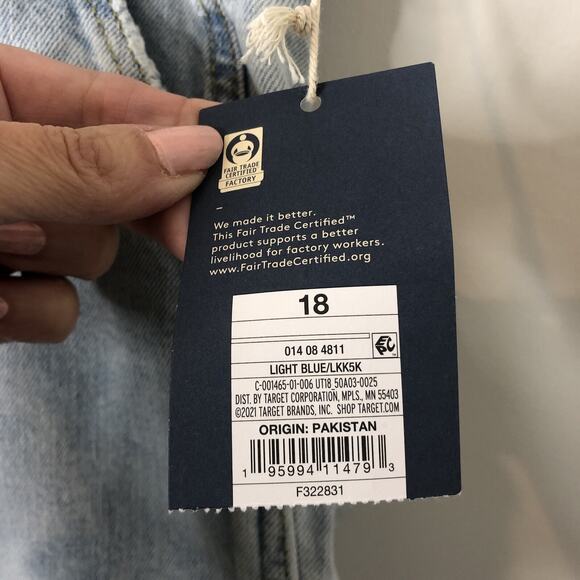 FAIR TRADE
CERTIFIED
FACTORY
–
We made it better.
This Fair Trade Certified™
product supports a better
livelihood for factory workers.
www.FairTradeCertified.org
18
014 08 4811
EPC
LIGHT BLUE/LKK5K
C-001465-01-006 UT18_50A03-0025
DIST. BY TARGET CORPORATION, MPLS., MN 55403
©2021 TARGET BRANDS, INC. SHOP TARGET.COM
ORIGIN: PAKISTAN
1 95994 11479 3
F322831